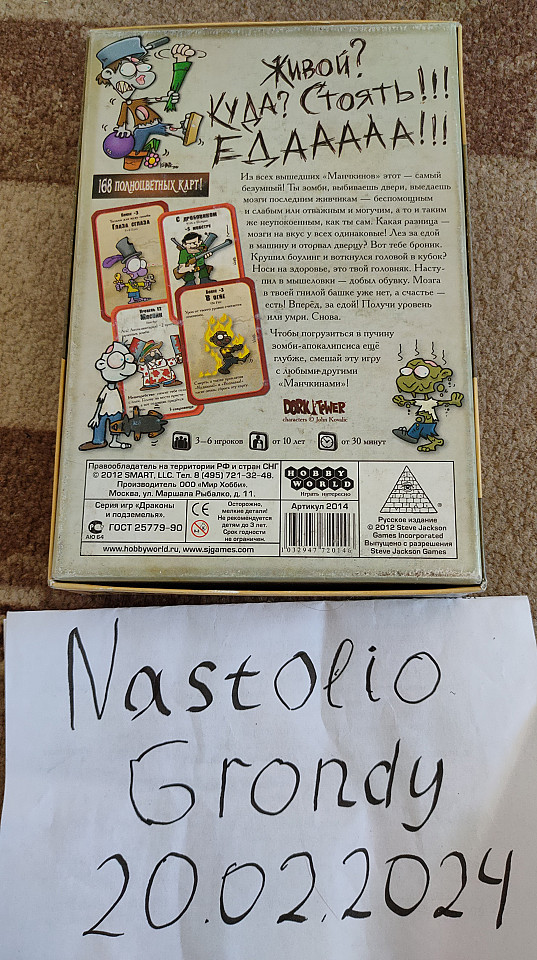 Живой?
Куда? Стоять!!!
ЕДААААА!!!
168 ПОЛНОЦВЕТНЫХ КАРТ!
Из всех вышедших «Манчкинов» этот — самый
безумный! Ты зомби, выбиваешь двери, выедаешь
мозги последним живчикам — беспомощным
и слабым или отважным и могучим, а то и таким
же неупокоенным, как ты сам. Какая разница —
мозги на вкус у всех одинаковые! Лез за едой
в машину и оторвал дверцу? Вот тебе броник.
Крушил боулинг и воткнулся головой в кубок?
Носи на здоровье, это твой головняк. Насту-
пил в мышеловку — добыл обувку. Мозга
в твоей гнилой башке уже нет, а счастье —
есть! Вперёд, за едой! Получи уровень
или умри. Снова.
Чтобы погрузиться в пучину
зомби-апокалипсиса ещё
глубже, смешай эту игру
с любыми другими
«Манчкинами»!
Глаза сглаза
С дробовиком
В огне
DORK TOWER
characters © John Kovalic
3–6 игроков
от 10 лет
от 30 минут
Правообладатель на территории РФ и стран СНГ
© 2012 SMART, LLC. Тел. 8 (495) 721-32-48.
Производитель ООО «Мир Хобби».
Москва, ул. Маршала Рыбалко, д. 11.
Серия игр «Драконы
и подземелья».
ГОСТ 25779-90
АЮ 64
CE
Осторожно,
мелкие детали!
Не рекомендуется
детям до 3 лет.
Срок годности
не ограничен.
www.hobbyworld.ru, www.sjgames.com
HOBBY
WORLD
Играть интересно
Артикул 2014
Русское издание
© 2012 Steve Jackson
Games Incorporated
Выпущено с разрешения
Steve Jackson Games
Nastolio
Grondy
20.02.2024